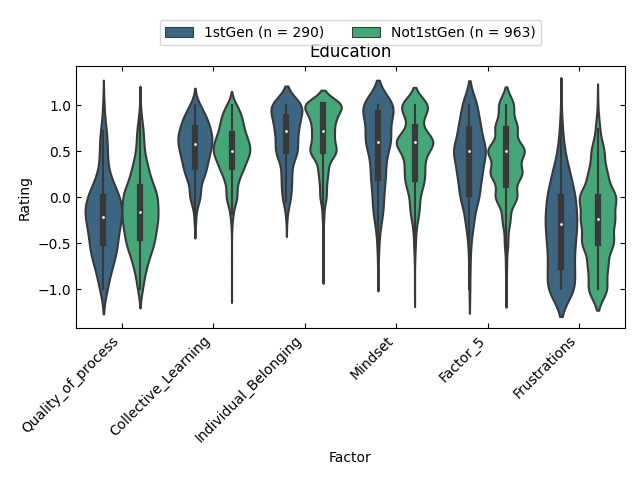 1stGen (n = 290) Not1stGen (n = 963)
Education
1.0
0.5
0.0
−0.5
−1.0
Rating
Quality_of_process
Collective_Learning
Individual_Belonging
Mindset
Factor_5
Frustrations
Factor